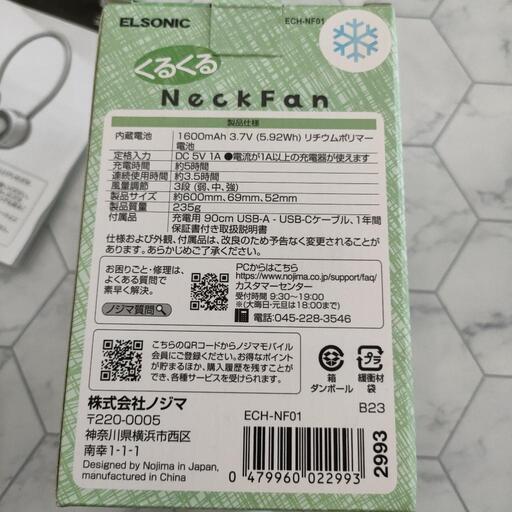 ELSONIC
ECH-NF01
くるくる
NeckFan
製品仕様
内蔵電池 1600mAh 3.7V (5.92Wh) リチウムポリマー
電池
定格入力 DC 5V 1A ●電流が1A以上の充電器が使えます
充電時間 約5時間
連続使用時間 約3.5時間
風量調節 3段 (弱、中、強)
製品サイズ 約600mm、69mm、52mm
製品質量 235g
付属品 充電用 90cm USB-A - USB-Cケーブル、1年間
保証書付き取扱説明書
仕様および外観、付属品は、改良のため予告なく変更されることがあり
ます。あらかじめご了承ください。
お困りごと・修理は、
よくある質問で
素早く解決。
ノジマ質問
PCからはこちら
https://www.nojima.co.jp/support/faq/
カスタマーセンター
受付時間 9:30～19:00
※(大晦日・元旦は18:00まで)
電話：045-228-3546
こちらのQRコードからノジマモバイル
会員にご登録ください。お得なポイント
が貯まるほか、購入履歴を残すことが
でき、各種サービスを受けられます。
箱
ダンボール
プラ
緩衝材
袋
株式会社ノジマ
〒220-0005
神奈川県横浜市西区
南幸 1-1-1
Designed by Nojima in Japan,
manufactured in China
ECH-NF01
B23
0 479960 022993
2993